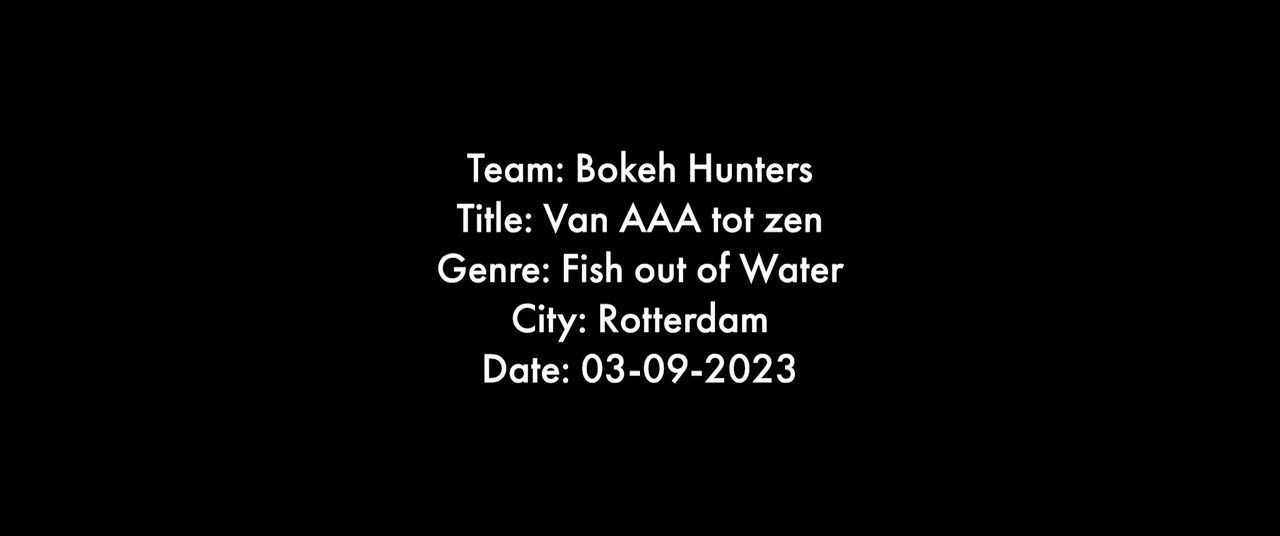 Team: Bokeh Hunters
Title: Van AAA tot zen
Genre: Fish out of Water
City: Rotterdam
Date: 03-09-2023